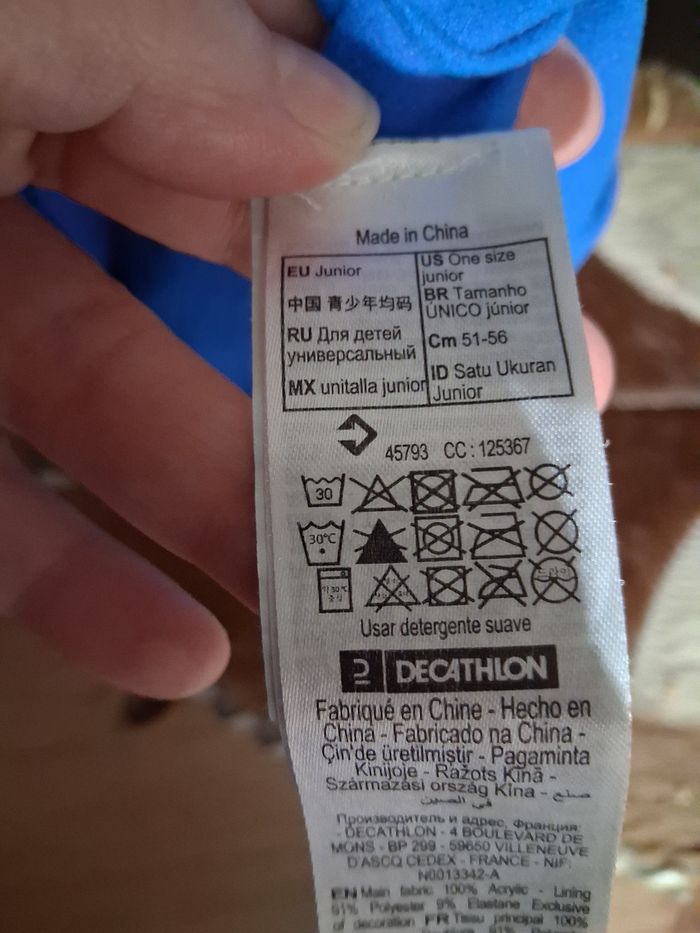 Made in China
EU Junior
中国 青少年均码
RU Для детей
универсальный
MX unitalla junior
US One size
junior
BR Tamanho
ÚNICO júnior
Cm 51-56
ID Satu Ukuran
Junior
45793 CC : 125367
30
30°C
Usar detergente suave
DECATHLON
Fabriqué en Chine - Hecho en
China - Fabricado na China -
Çin'de üretilmiştir - Pagaminta
Kinijoje - Ražots Ķīnā -
Származási ország Kína - صنع
في الصين
Производитель и адрес, Франция:
- DECATHLON - 4 BOULEVARD DE
MONS - BP 299 - 59650 VILLENEUVE
D'ASCQ CEDEX - FRANCE - NIF:
N0013342-A
EN Main fabric 100% Acrylic - Lining
91% Polyester 9% Elastane Exclusive
of decoration FR Tissu principal 100%